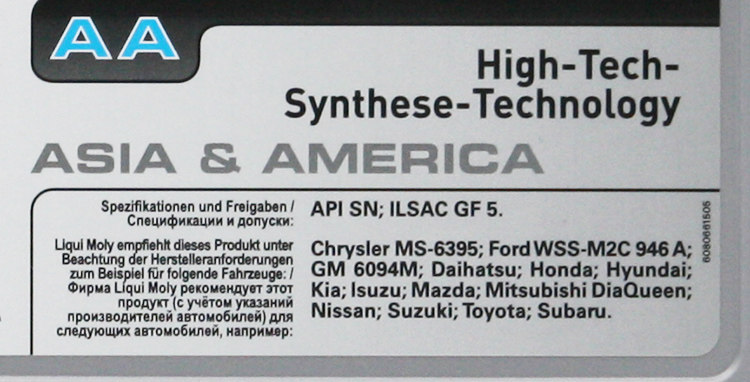 AA
High-Tech-
Synthese-Technology
ASIA & AMERICA
Spezifikationen und Freigaben /
Спецификации и допуски:
API SN; ILSAC GF 5.
Liqui Moly empfiehlt dieses Produkt unter
Beachtung der Herstelleranforderungen
zum Beispiel für folgende Fahrzeuge: /
Фирма Liqui Moly рекомендует этот
продукт (с учётом указаний
производителей автомобилей) для
следующих автомобилей, например:
Chrysler MS-6395; Ford WSS-M2C 946 A;
GM 6094M; Daihatsu; Honda; Hyundai;
Kia; Isuzu; Mazda; Mitsubishi DiaQueen;
Nissan; Suzuki; Toyota; Subaru.
6080661505